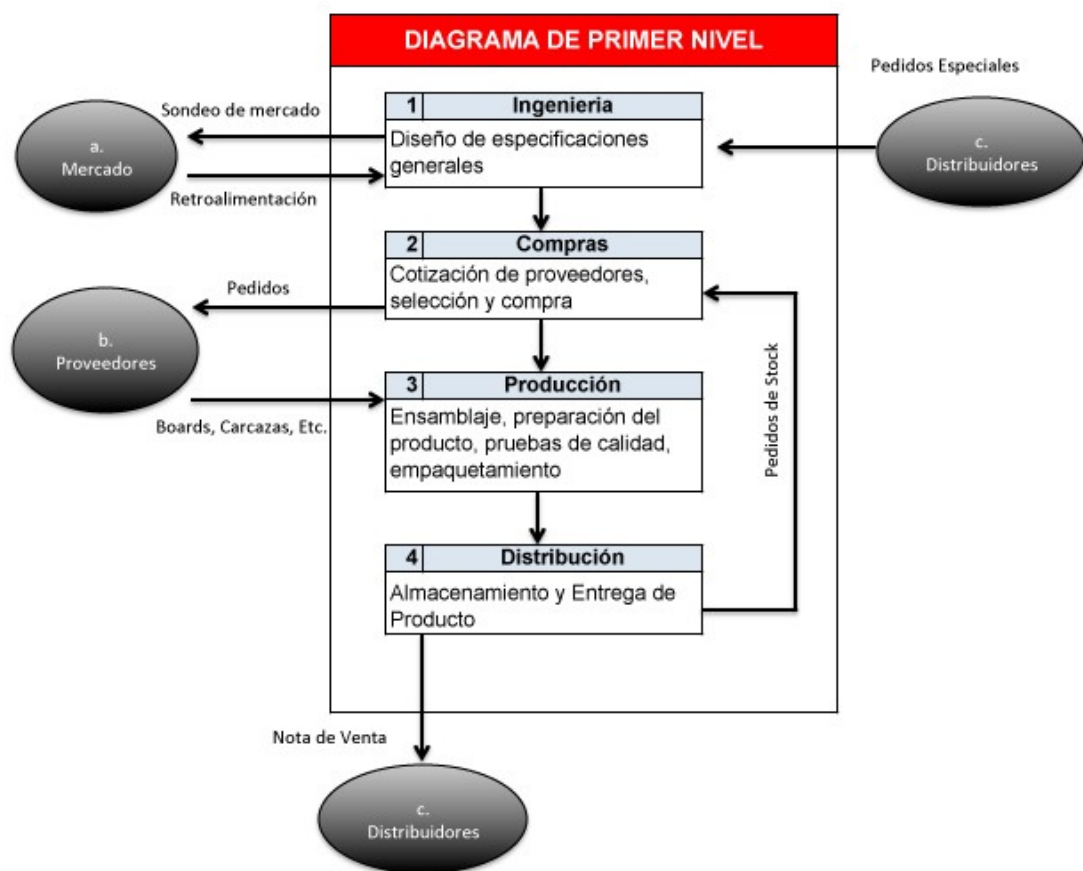 DIAGRAMA DE PRIMER NIVEL
Pedidos Especiales
1 Ingenieria
Sondeo de mercado
Diseño de especificaciones
generales
a.
Mercado
c.
Distribuidores
Retroalimentación
2 Compras
Cotización de proveedores,
selección y compra
Pedidos
b.
Proveedores
Pedidos de Stock
3 Producción
Boards, Carcazas, Etc.
Ensamblaje, preparación del
producto, pruebas de calidad,
empaquetamiento
4 Distribución
Almacenamiento y Entrega de
Producto
Nota de Venta
c.
Distribuidores